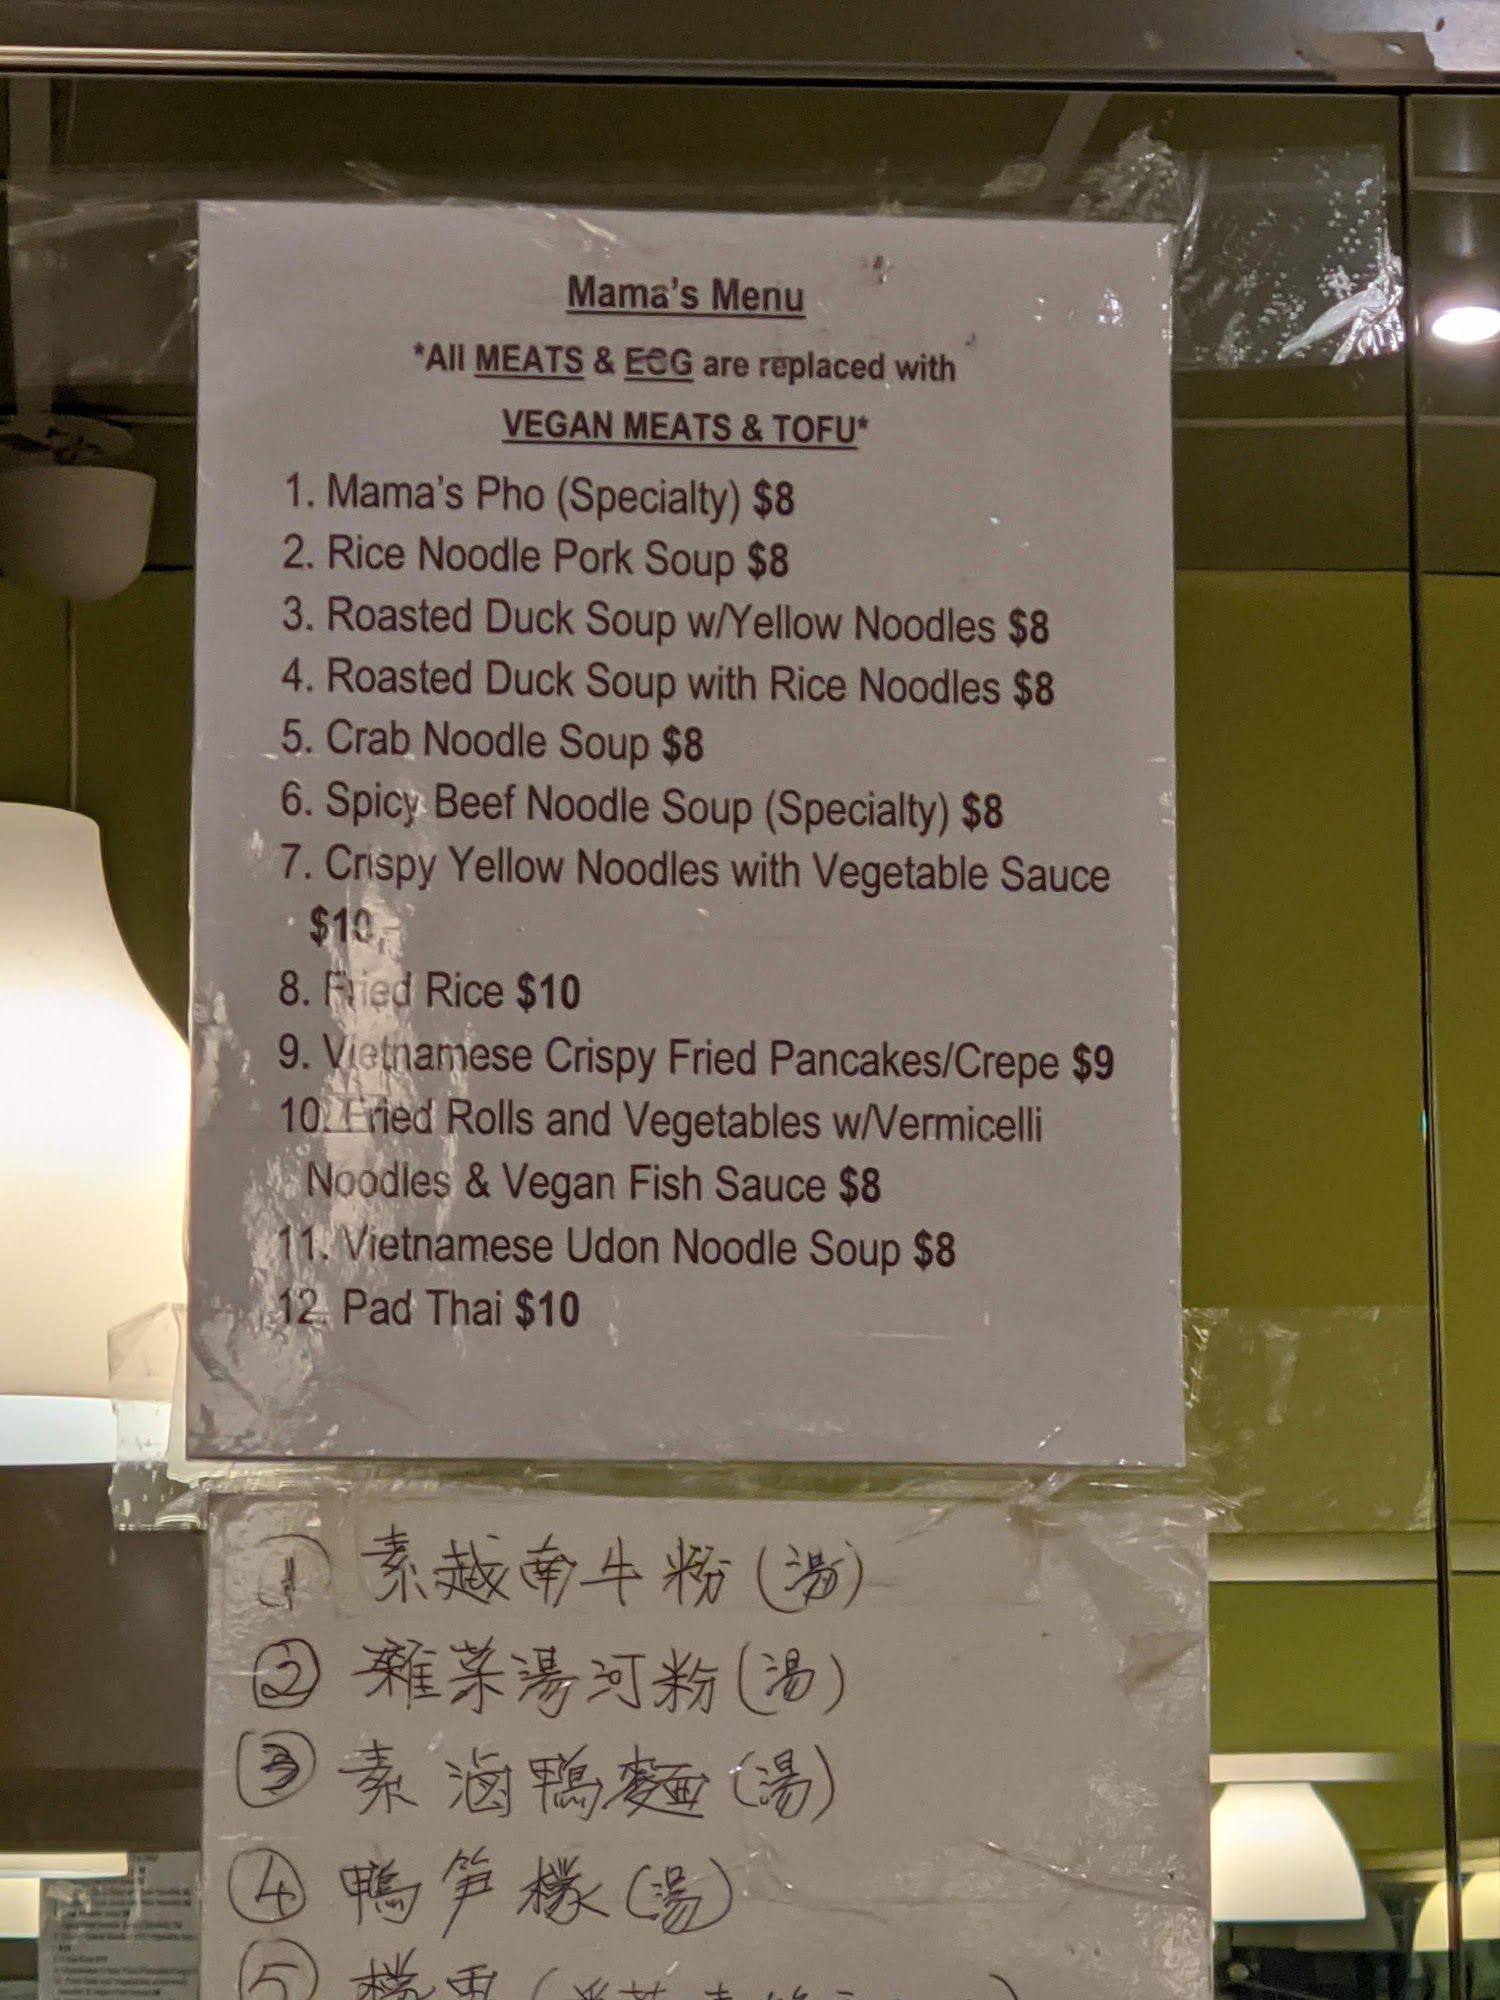 Mama's Menu
*All MEATS & EGG are replaced with
VEGAN MEATS & TOFU*
1. Mama's Pho (Specialty) $8
2. Rice Noodle Pork Soup $8
3. Roasted Duck Soup w/Yellow Noodles $8
4. Roasted Duck Soup with Rice Noodles $8
5. Crab Noodle Soup $8
6. Spicy Beef Noodle Soup (Specialty) $8
7. Crispy Yellow Noodles with Vegetable Sauce
$10
8. Fried Rice $10
9. Vietnamese Crispy Fried Pancakes/Crepe $9
10. Fried Rolls and Vegetables w/Vermicelli
Noodles & Vegan Fish Sauce $8
11. Vietnamese Udon Noodle Soup $8
12. Pad Thai $10
① 素越南牛粉(湯)
② 雜菜湯河粉(湯)
③ 素滷鴨麵(湯)
④ 鴨笋檬(湯)
⑤